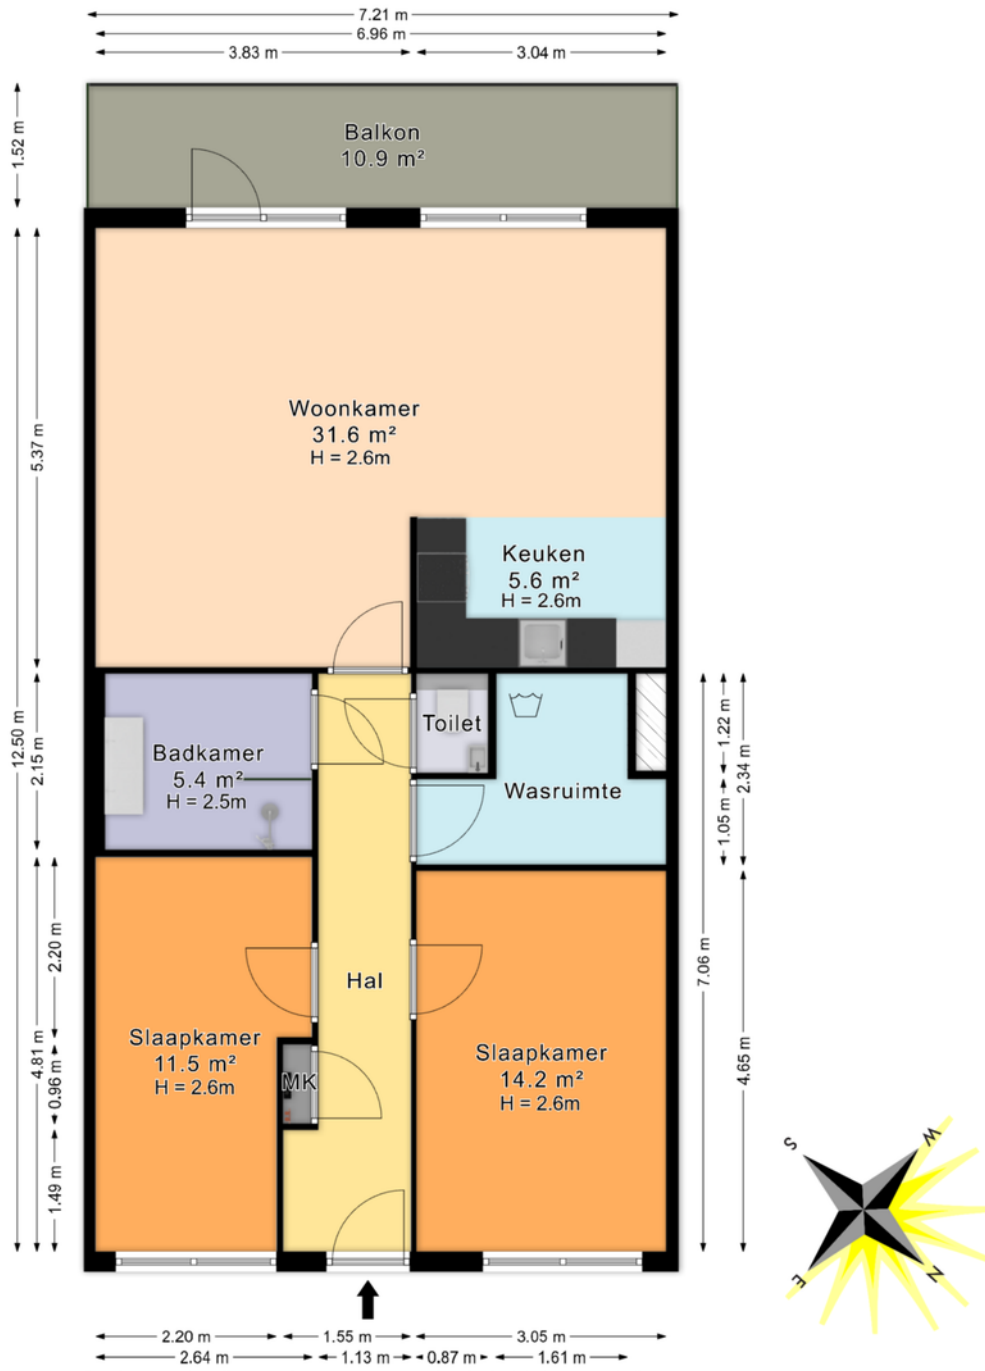 7.21 m
6.96 m
3.83 m
3.04 m
1.52 m
Balkon
10.9 m²
12.50 m
5.37 m
Woonkamer
31.6 m²
H = 2.6m
Keuken
5.6 m²
H = 2.6m
2.15 m
Badkamer
5.4 m²
H = 2.5m
Toilet
Wasruimte
1.22 m
2.34 m
1.05 m
7.06 m
4.81 m
2.20 m
0.96 m
1.49 m
Hal
Slaapkamer
11.5 m²
H = 2.6m
MK
Slaapkamer
14.2 m²
H = 2.6m
4.65 m
S
W
E
N
2.20 m
1.55 m
3.05 m
2.64 m
1.13 m
0.87 m
1.61 m